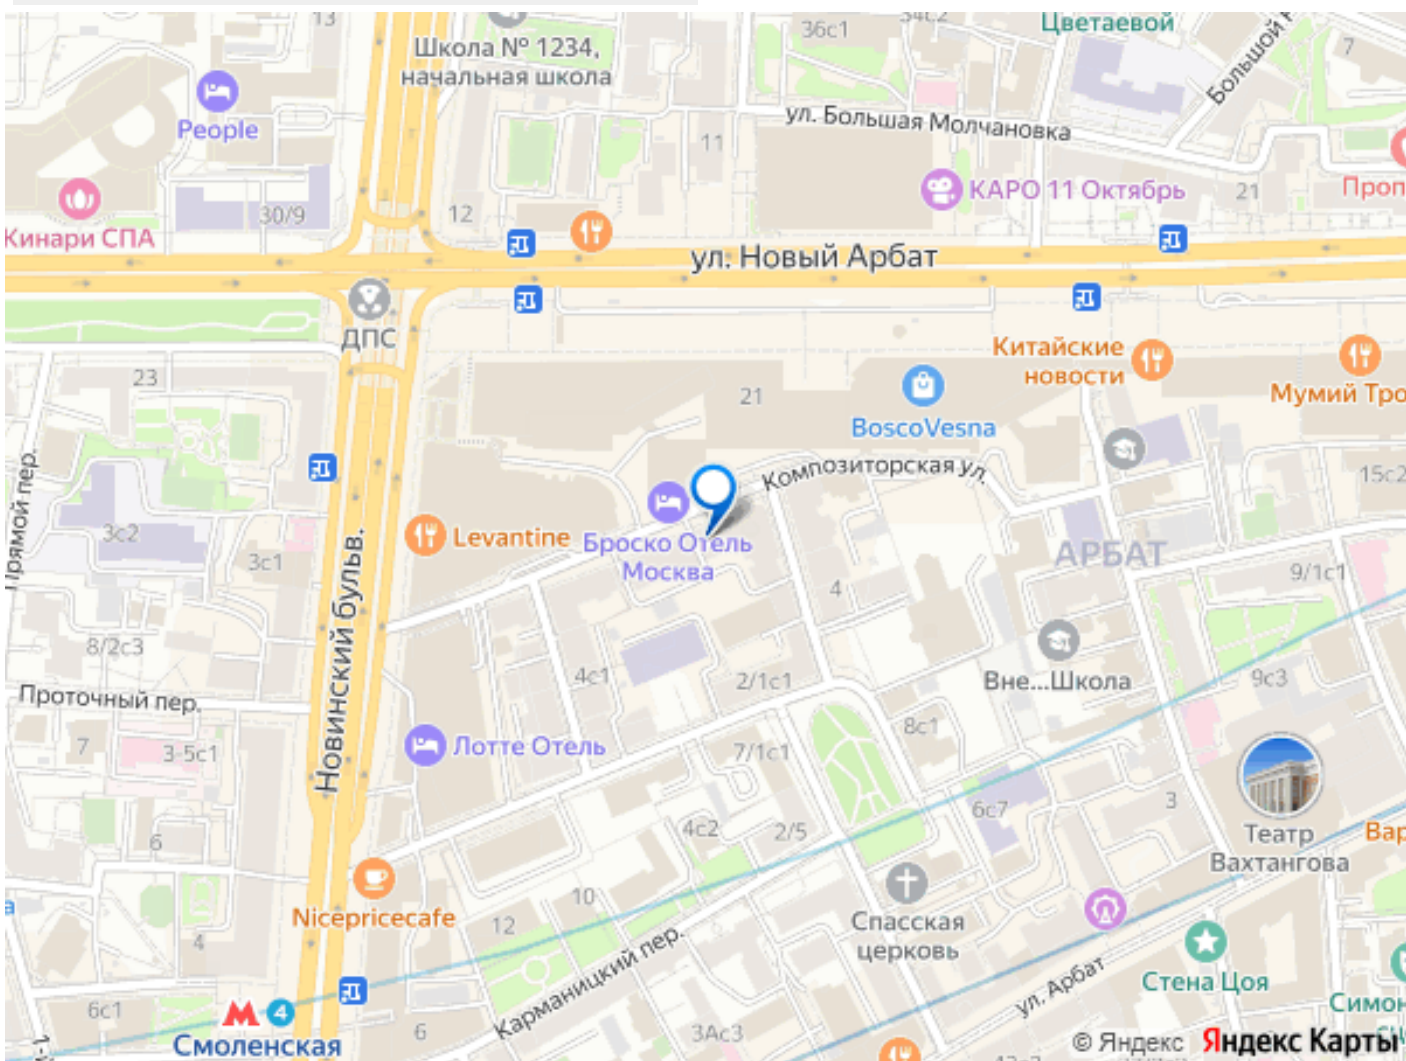 13
36с1
34с2
Цветаевой
Большой
7
Школа № 1234,
начальная школа
People
ул. Большая Молчановка
11
КАРО 11 Октябрь
21
Кинари СПА
30/9
12
ул. Новый Арбат
ДПС
Китайские
новости
23
21
BoscoVesna
Прямой пер.
Композиторская ул.
15с2
3с2
3с1
Levantine
Броско Отель
Москва
АРБАТ
4
9/1с1
Новинский бульв.
8/2с3
4с1
2/1с1
Вне...Школа
9с3
Проточный пер.
7
3-5с1
Лотте Отель
7/1с1
8с1
6с7
3
6
4с2
2/5
Театр
Вахтангова
Nicepricecafe
10
12
Спасская
церковь
4
Карманицкий пер.
ул. Арбат
Стена Цоя
6с1
4
Смоленская
6
3Ас3
© Яндекс Яндекс Карты